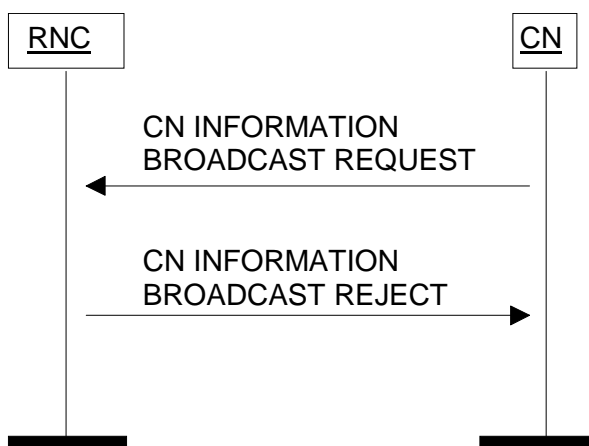 RNC
CN
CN INFORMATION
BROADCAST REQUEST
CN INFORMATION
BROADCAST REJECT